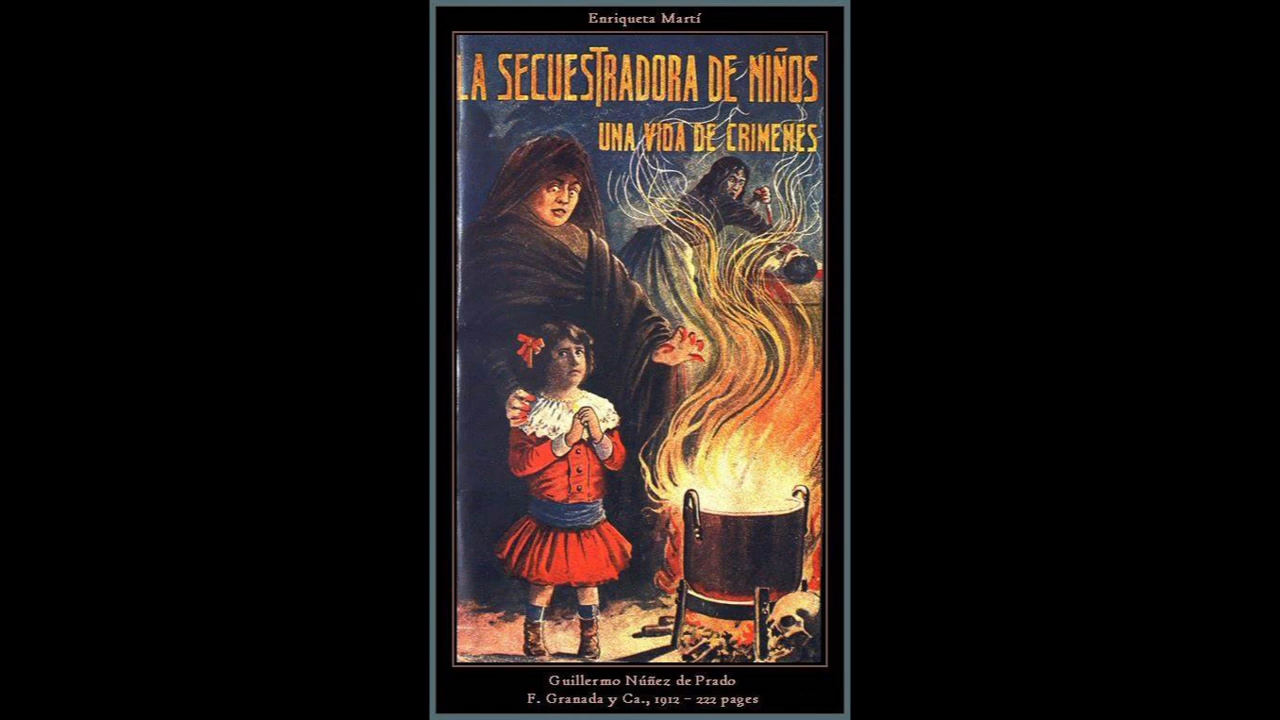 Enriqueta Martí
LA SECUESTRADORA DE NIÑOS
UNA VIDA DE CRIMENES
Guillermo Núñez de Prado
F. Granada y Ca., 1912 – 222 pages